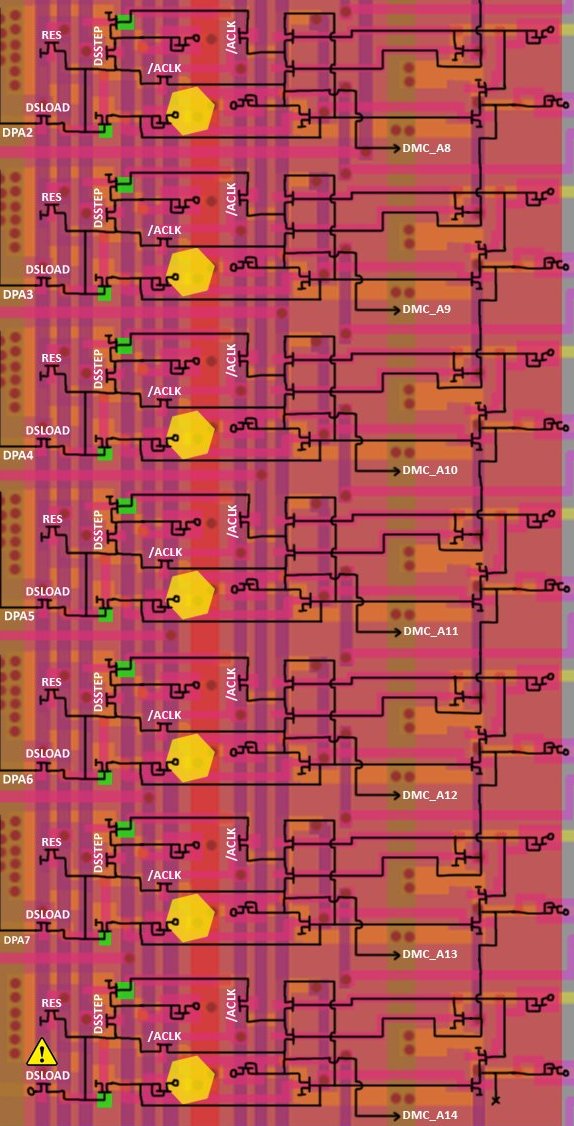 RES
DSSTEP
/ACLK
/ACLK
DSLOAD
DPA2
DMC_A8
RES
DSSTEP
/ACLK
/ACLK
DSLOAD
DPA3
DMC_A9
RES
DSSTEP
/ACLK
/ACLK
DSLOAD
DPA4
DMC_A10
RES
DSSTEP
/ACLK
/ACLK
DSLOAD
DPA5
DMC_A11
RES
DSSTEP
/ACLK
/ACLK
DSLOAD
DPA6
DMC_A12
RES
DSSTEP
/ACLK
/ACLK
DSLOAD
DPA7
DMC_A13
RES
DSSTEP
/ACLK
/ACLK
!
DSLOAD
DMC_A14